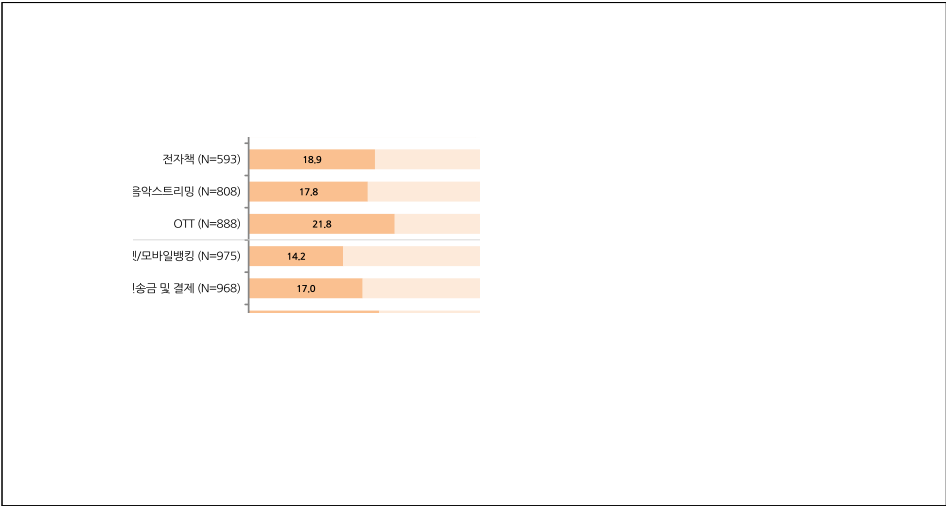 전자책 (N=593) 18.9
음악스트리밍 (N=808) 17.8
OTT (N=888) 21.8
/모바일뱅킹 (N=975) 14.2
송금 및 결제 (N=968) 17.0